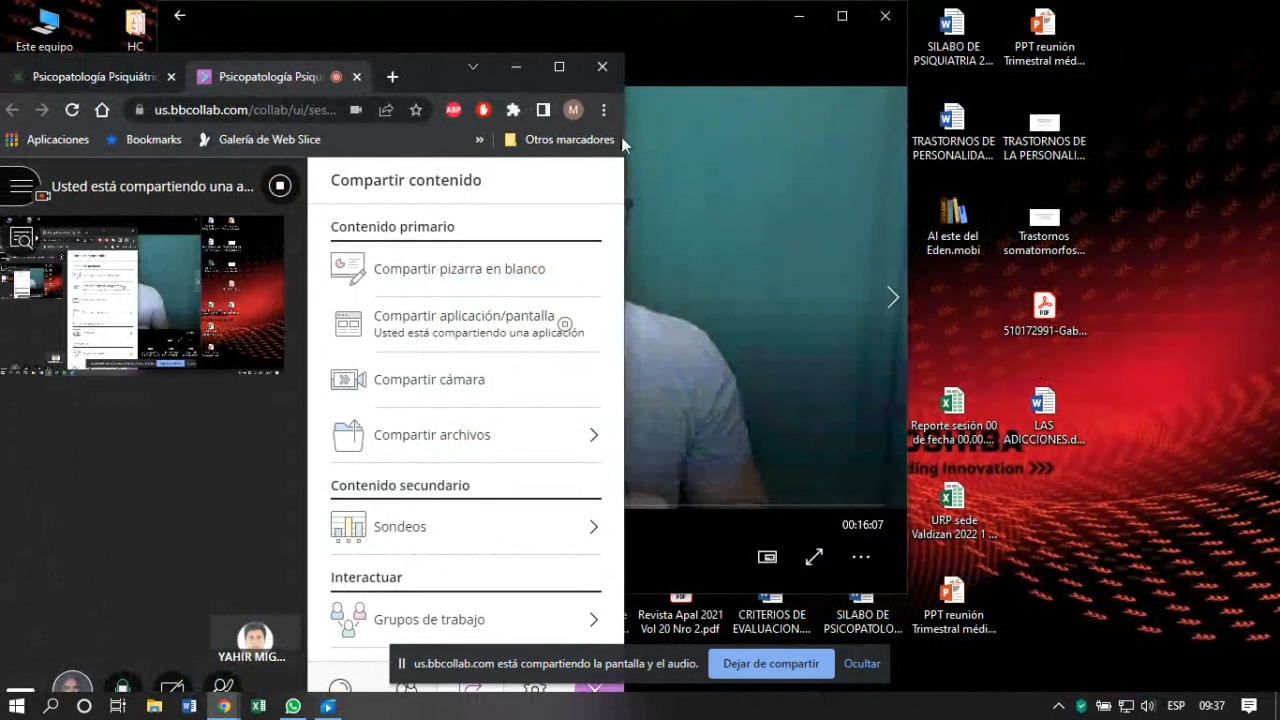 Este equipo
HC
Psicopatología Psiquiátric
Psicopatología Psiqu
us.bbcollab.com/collab/ui/ses...
ABP
M
Aplicaciones
Bookmarks
Galeón Web Slice
»
Otros marcadores
Usted está compartiendo una a...
Compartir contenido
Contenido primario
Compartir pizarra en blanco
Compartir aplicación/pantalla
Usted está compartiendo una aplicación
Compartir cámara
Compartir archivos
Contenido secundario
Sondeos
Interactuar
Grupos de trabajo
YAHIR MIG...
00:16:07
SILABO DE
PSIQUIATRIA 2...
PPT reunión
Trimestral méd...
TRASTORNOS DE
PERSONALIDA...
TRASTORNOS DE
LA PERSONALI...
Al este del
Eden.mobi
Trastornos
somatomorfos...
PDF
510172991-Gab...
Reporte sesión 00
de fecha 00.00....
LAS
ADICCIONES.d...
OSHIBA
ding Innovation >>>
URP sede
Valdizan 2022 1 ...
PDF
Revista Apal 2021
Vol 20 Nro 2.pdf
CRITERIOS DE
EVALUACION....
SILABO DE
PSICOPATOLO...
PPT reunión
Trimestral médi...
us.bbcollab.com está compartiendo la pantalla y el audio.
Dejar de compartir
Ocultar
ESP
09:37